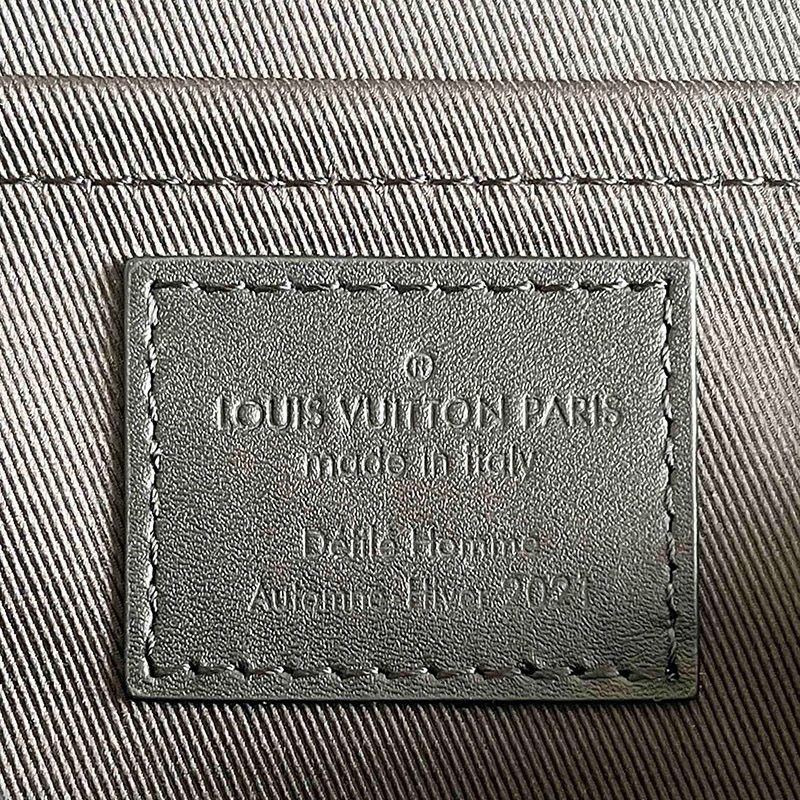 ®
LOUIS VUITTON PARIS
made in italy
Défilé Homme
Automne-Hiver 2021